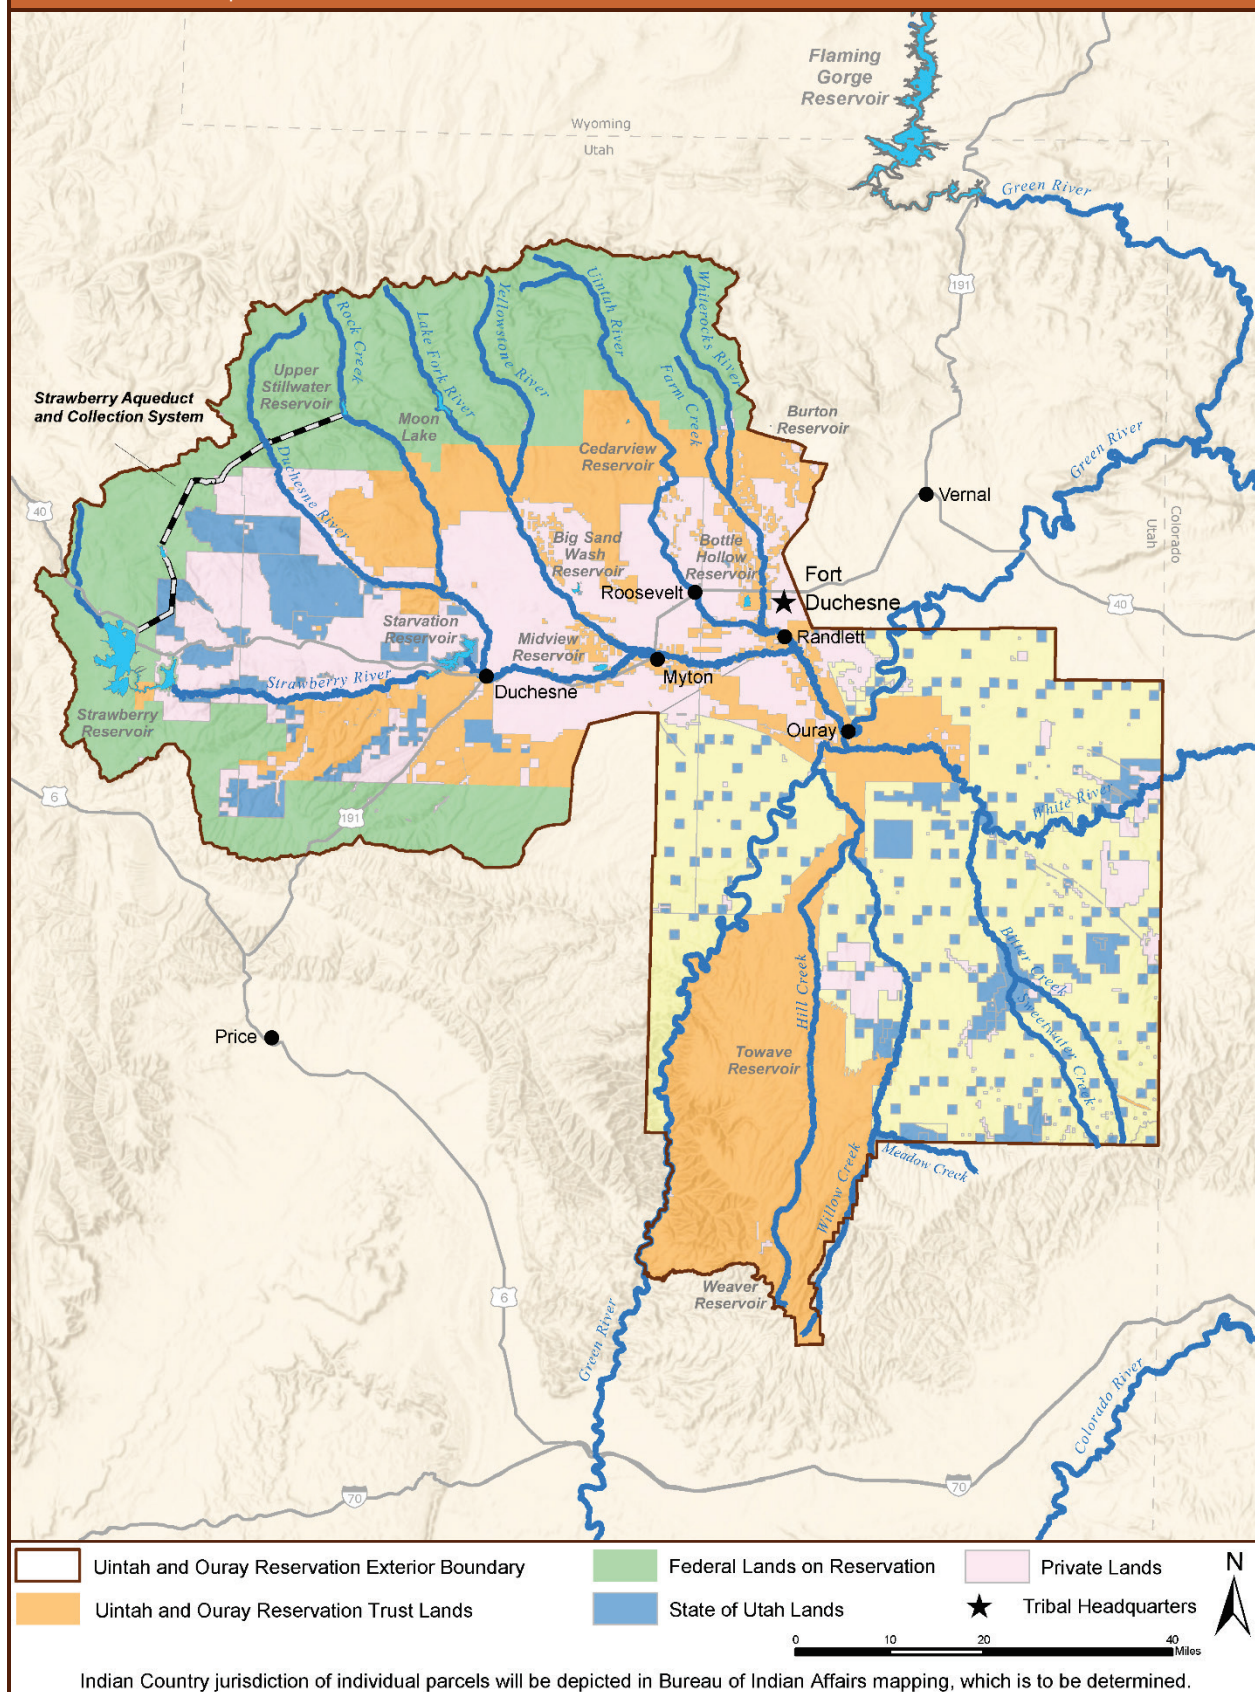 Flaming
Gorge
Reservoir
Wyoming
Utah
Green River
191
Uintah River
Whiterocks River
Yellowstone River
Rock Creek
Lake Fork River
Upper
Stillwater
Reservoir
Farm Creek
Strawberry Aqueduct
and Collection System
Moon
Lake
Burton
Reservoir
Cedarview
Reservoir
Green River
Duchesne River
Vernal
40
Colorado
Utah
Big Sand
Wash
Reservoir
Bottle
Hollow
Reservoir
Fort
Duchesne
Roosevelt
40
Starvation
Reservoir
Midview
Reservoir
Randlett
Strawberry River
Duchesne
Myton
Strawberry
Reservoir
Ouray
6
191
White River
Bitter Creek
Hill Creek
Sweetwater Creek
Price
Towave
Reservoir
Willow Creek
Meadow Creek
Weaver
Reservoir
6
Green River
Colorado River
70
70
Uintah and Ouray Reservation Exterior Boundary
Federal Lands on Reservation
Private Lands
N
Uintah and Ouray Reservation Trust Lands
State of Utah Lands
Tribal Headquarters
0 10 20 40
Miles
Indian Country jurisdiction of individual parcels will be depicted in Bureau of Indian Affairs mapping, which is to be determined.